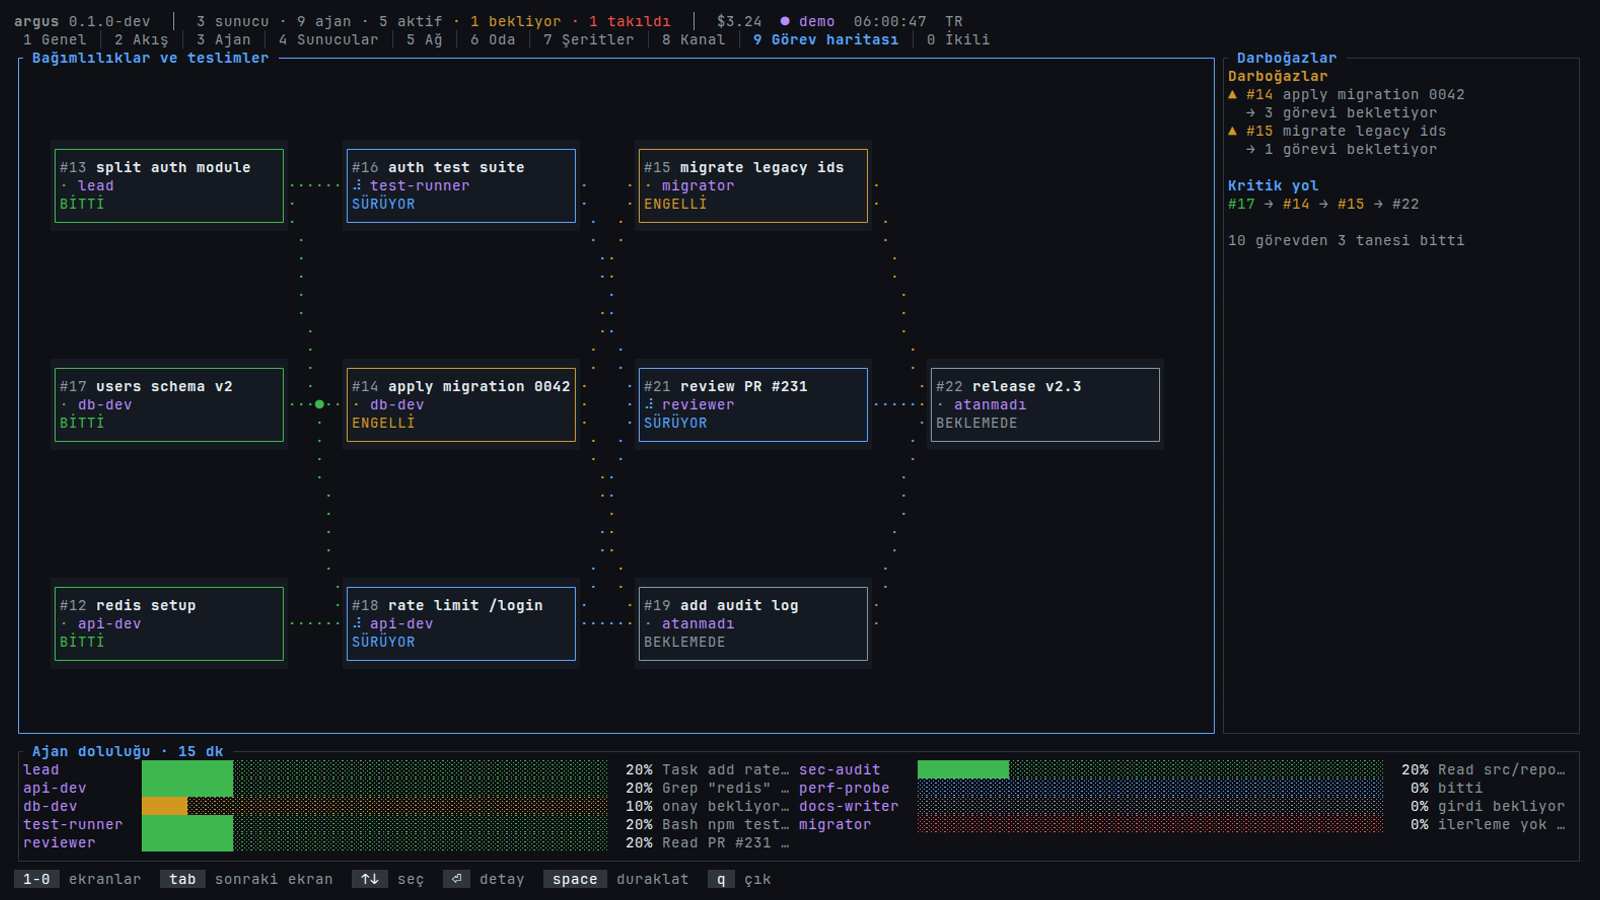 argus 0.1.0-dev │ 3 sunucu · 9 ajan · 5 aktif · 1 bekliyor · 1 takıldı │ $3.24 ● demo 06:00:47 TR
1 Genel │ 2 Akış │ 3 Ajan │ 4 Sunucular │ 5 Ağ │ 6 Oda │ 7 Şeritler │ 8 Kanal │ 9 Görev haritası │ 0 İkili
Bağımlılıklar ve teslimler
#13 split auth module
· lead
BİTTİ
#16 auth test suite
test-runner
SÜRÜYOR
#15 migrate legacy ids
· migrator
ENGELLİ
#17 users schema v2
· db-dev
BİTTİ
#14 apply migration 0042
· db-dev
ENGELLİ
#21 review PR #231
reviewer
SÜRÜYOR
#22 release v2.3
· atanmadı
BEKLEMEDE
#12 redis setup
· api-dev
BİTTİ
#18 rate limit /login
api-dev
SÜRÜYOR
#19 add audit log
· atanmadı
BEKLEMEDE
Darboğazlar
Darboğazlar
▲ #14 apply migration 0042
→ 3 görevi bekletiyor
▲ #15 migrate legacy ids
→ 1 görevi bekletiyor
Kritik yol
#17 → #14 → #15 → #22
10 görevden 3 tanesi bitti
Ajan doluluğu · 15 dk
lead 20% Task add rate… sec-audit 20% Read src/repo…
api-dev 20% Grep "redis" … perf-probe 0% bitti
db-dev 10% onay bekliyor… docs-writer 0% girdi bekliyor
test-runner 20% Bash npm test… migrator 0% ilerleme yok …
reviewer 20% Read PR #231 …
1-0 ekranlar tab sonraki ekran ↑↓ seç ⏎ detay space duraklat q çık